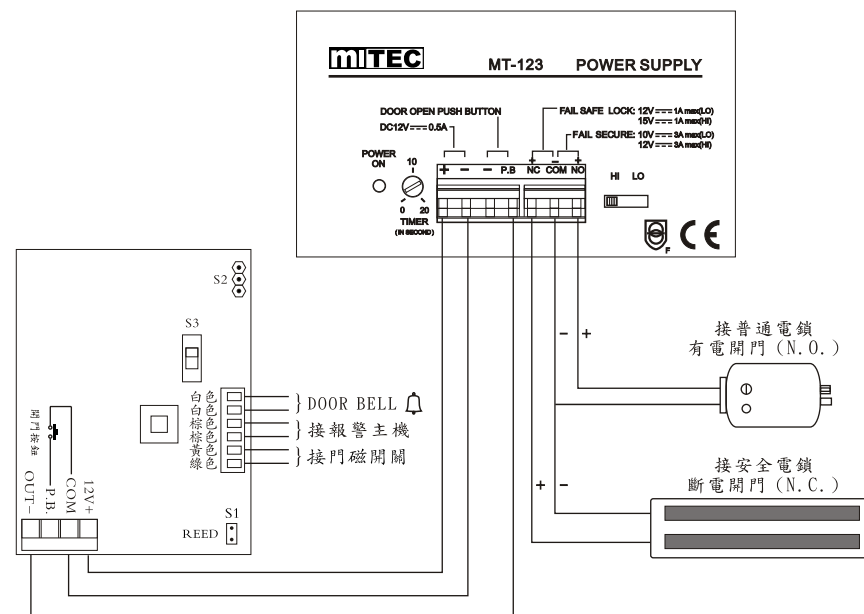 mITEC
MT-123 POWER SUPPLY
DOOR OPEN PUSH BUTTON
DC12V⎓0.5A
FAIL SAFE LOCK: 12V⎓1A max(LO)
15V⎓1A max(HI)
FAIL SECURE: 10V⎓3A max(LO)
12V⎓3A max(HI)
POWER
ON
10
0 20
TIMER
(IN SECOND)
+ − − P.B
+ − +
NC COM NO
HI LO
F CE
S2
S3
白色
白色
棕色
棕色
黃色
綠色
DOOR BELL
接報警主機
接門磁開關
開門按鈕
OUT-
P.B.
COM
12V+
S1
REED
− +
接普通電鎖
有電開門 (N.O.)
+ −
接安全電鎖
斷電開門 (N.C.)